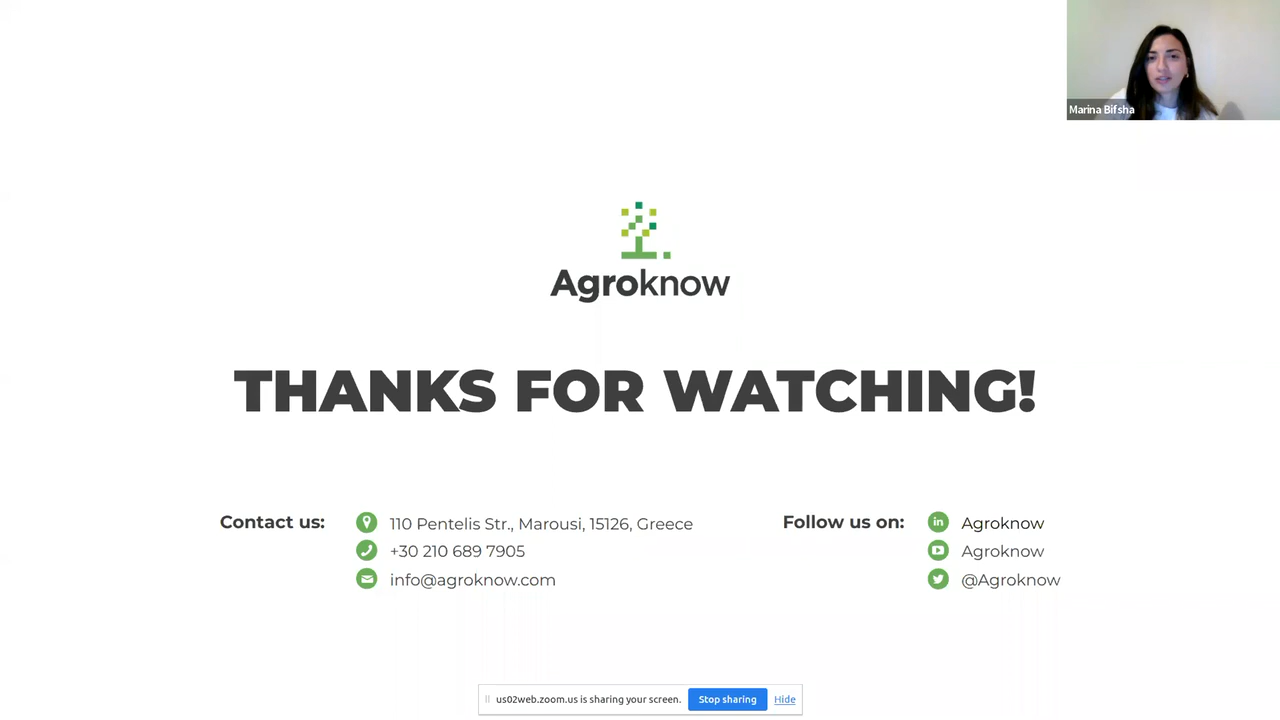 Marina Bifsha
Agroknow
THANKS FOR WATCHING!
Contact us:
110 Pentelis Str., Marousi, 15126, Greece
+30 210 689 7905
info@agroknow.com
Follow us on:
in Agroknow
Agroknow
@Agroknow
us02web.zoom.us is sharing your screen. Stop sharing Hide